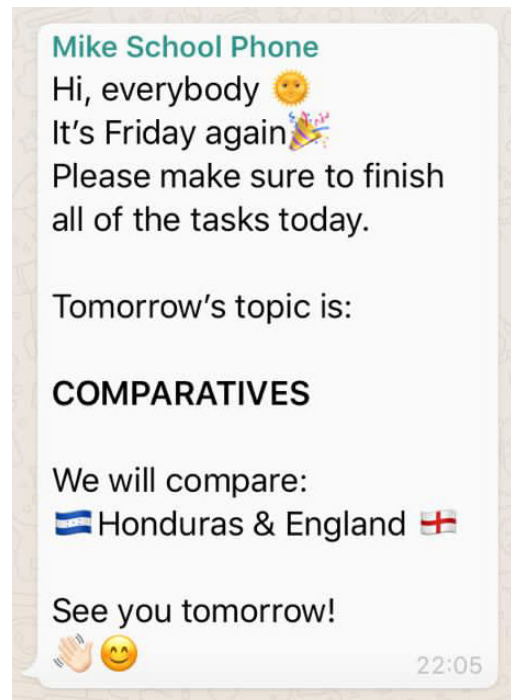 Mike School Phone
Hi, everybody 🌞
It's Friday again🎉
Please make sure to finish
all of the tasks today.
Tomorrow's topic is:
COMPARATIVES
We will compare:
🇭🇳Honduras & England 🏴󠁧󠁢󠁥󠁮󠁧󠁿
See you tomorrow!
👋🏻😊
22:05